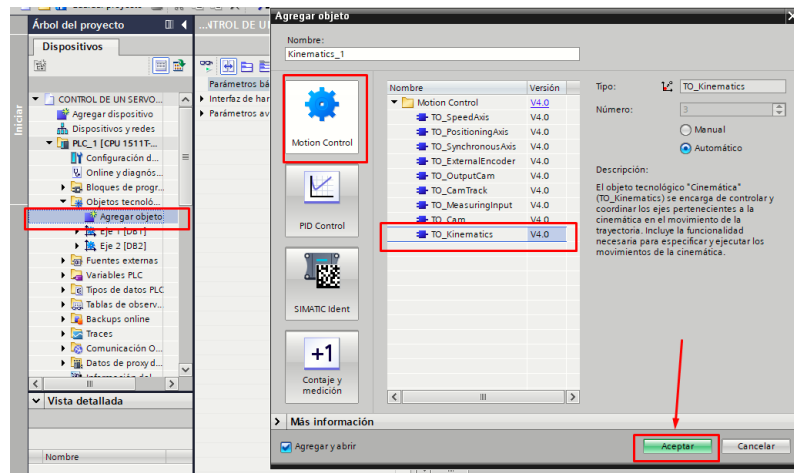 Guardar proyecto
Árbol del proyecto
...NTROL DE U
Dispositivos
Iniciar
CONTROL DE UN SERVO...
Agregar dispositivo
Dispositivos y redes
PLC_1 [CPU 1511T-...
Configuración d...
Online y diagnós...
Bloques de progr...
Objetos tecnoló...
Agregar objeto
Eje 1 [DB1]
Eje 2 [DB2]
Fuentes externas
Variables PLC
Tipos de datos PLC
Tablas de observ...
Backups online
Traces
Comunicación O...
Datos de proxy d...
Vista detallada
Nombre
Parámetros bá
Interfaz de har
Parámetros av
Agregar objeto
Nombre:
Kinematics_1
Motion Control
PID Control
SIMATIC Ident
+1
Contaje y
medición
Nombre Versión
Motion Control V4.0
TO_SpeedAxis V4.0
TO_PositioningAxis V4.0
TO_SynchronousAxis V4.0
TO_ExternalEncoder V4.0
TO_OutputCam V4.0
TO_CamTrack V4.0
TO_MeasuringInput V4.0
TO_Cam V4.0
TO_Kinematics V4.0
Tipo: TO_Kinematics
Número: 3
Manual
Automático
Descripción:
El objeto tecnológico "Cinemática"
(TO_Kinematics) se encarga de controlar y
coordinar los ejes pertenecientes a la
cinemática en el movimiento de la
trayectoria. Incluye la funcionalidad
necesaria para especificar y ejecutar los
movimientos de la cinemática.
Más información
Agregar y abrir
Aceptar
Cancelar